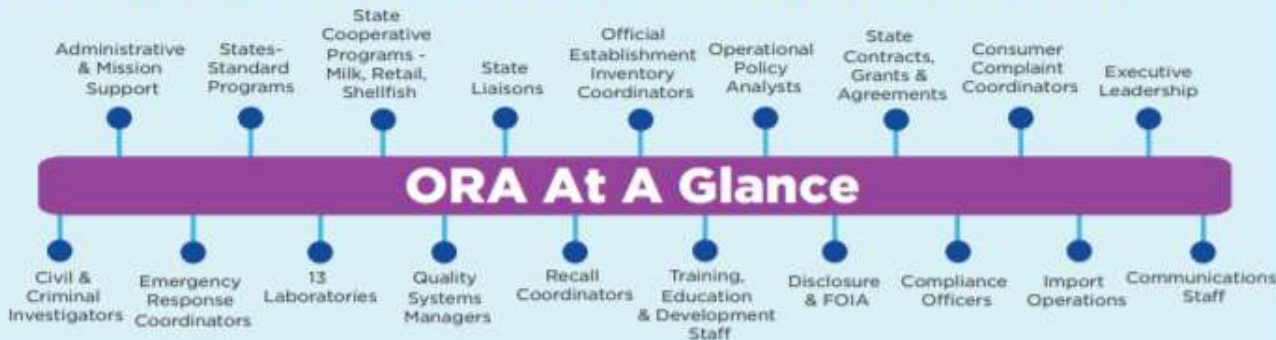 Administrative
& Mission
Support
States-
Standard
Programs
State
Cooperative
Programs -
Milk, Retail,
Shellfish
State
Liaisons
Official
Establishment
Inventory
Coordinators
Operational
Policy
Analysts
State
Contracts,
Grants &
Agreements
Consumer
Complaint
Coordinators
Executive
Leadership
ORA At A Glance
Civil &
Criminal
Investigators
Emergency
Response
Coordinators
13
Laboratories
Quality
Systems
Managers
Recall
Coordinators
Training,
Education
& Development
Staff
Disclosure
& FOIA
Compliance
Officers
Import
Operations
Communications
Staff